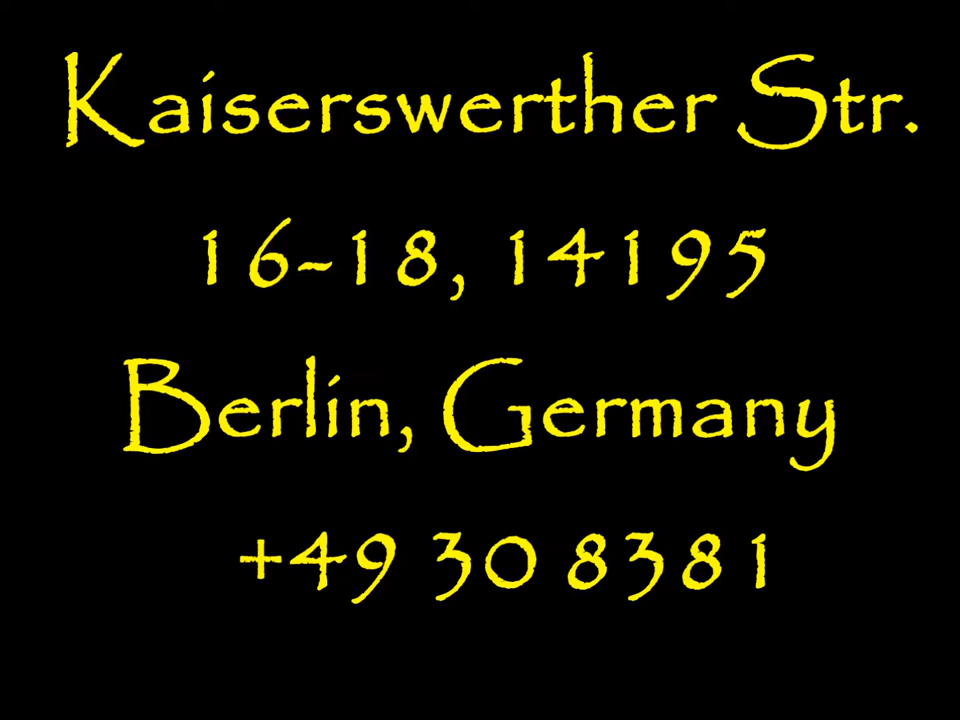 Kaiserswerther Str.
16-18, 14195
Berlin, Germany
+49 30 8381